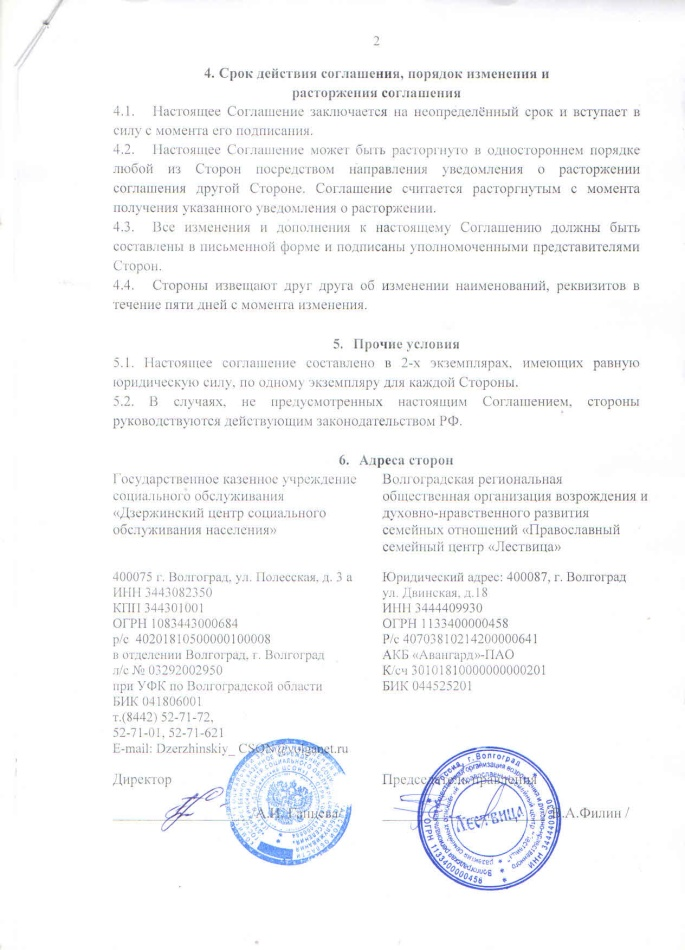 2
4. Срок действия соглашения, порядок изменения и
расторжения соглашения
4.1. Настоящее Соглашение заключается на неопределённый срок и вступает в
силу с момента его подписания.
4.2. Настоящее Соглашение может быть расторгнуто в одностороннем порядке
любой из Сторон посредством направления уведомления о расторжении
соглашения другой Стороне. Соглашение считается расторгнутым с момента
получения указанного уведомления о расторжении.
4.3. Все изменения и дополнения к настоящему Соглашению должны быть
составлены в письменной форме и подписаны уполномоченными представителями
Сторон.
4.4. Стороны извещают друг друга об изменении наименований, реквизитов в
течение пяти дней с момента изменения.
5. Прочие условия
5.1. Настоящее соглашение составлено в 2-х экземплярах, имеющих равную
юридическую силу, по одному экземпляру для каждой Стороны.
5.2. В случаях, не предусмотренных настоящим Соглашением, стороны
руководствуются действующим законодательством РФ.
6. Адреса сторон
Государственное казенное учреждение
социального обслуживания
«Дзержинский центр социального
обслуживания населения»
400075 г. Волгоград, ул. Полесская, д. 3 а
ИНН 3443082350
КПП 344301001
ОГРН 1083443000684
р/с 40201810500000100008
в отделении Волгоград, г. Волгоград
л/с № 03292002950
при УФК по Волгоградской области
БИК 041806001
т.(8442) 52-71-72,
52-71-01, 52-71-621
E-mail: Dzerzhinskiy_ CSON@volganet.ru
Директор
А.И. Ганцева/
Волгоградская региональная
общественная организация возрождения и
духовно-нравственного развития
семейных отношений «Православный
семейный центр «Лествица»
Юридический адрес: 400087, г. Волгоград
ул. Двинская, д.18
ИНН 3444409930
ОГРН 1133400000458
Р/с 40703810214200000641
АКБ «Авангард»-ПАО
К/сч 30101810000000000201
БИК 044525201
Председатель правления
В.А.Филин /
Россия, г.Волгоград
Лествица
ОГРН 1133400000458
ИНН 3444409930